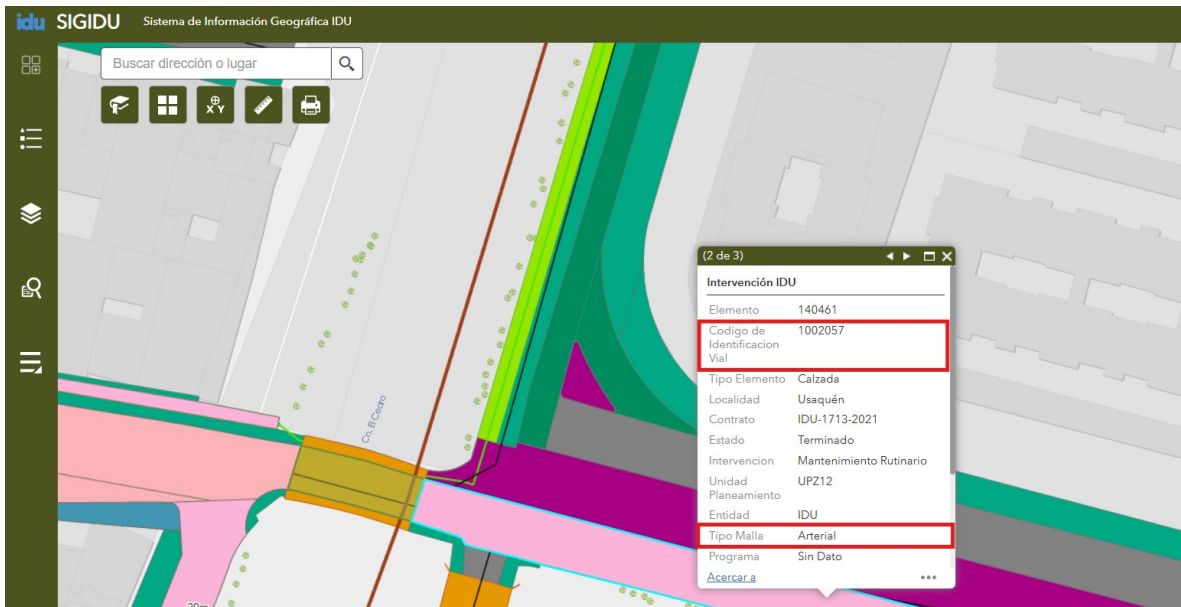 idu SIGIDU Sistema de Información Geográfica IDU
Buscar dirección o lugar
X Y
Cn. El Cedro
20m
(2 de 3)
Intervención IDU
Elemento 140461
Codigo de 1002057
Identificacion
Vial
Tipo Elemento Calzada
Localidad Usaquén
Contrato IDU-1713-2021
Estado Terminado
Intervencion Mantenimiento Rutinario
Unidad UPZ12
Planeamiento
Entidad IDU
Tipo Malla Arterial
Programa Sin Dato
Acercar a